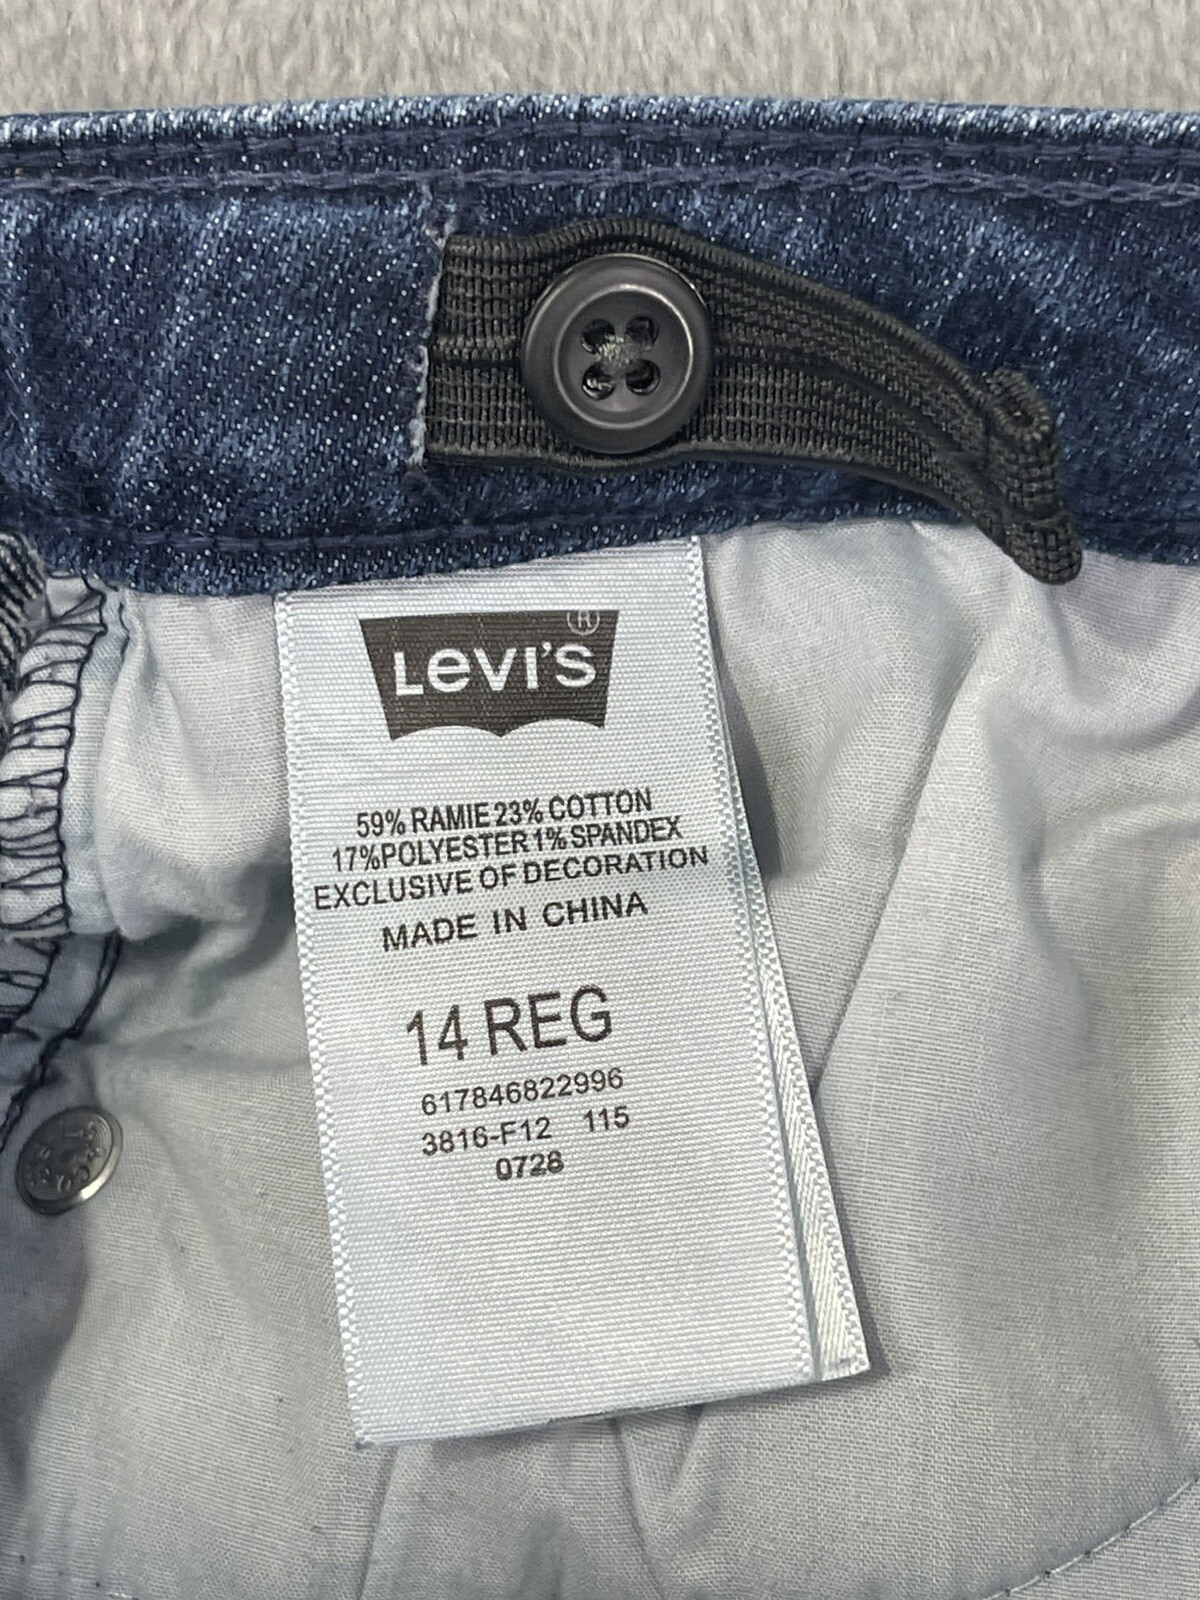 Levi's®
59% RAMIE 23% COTTON
17%POLYESTER 1% SPANDEX
EXCLUSIVE OF DECORATION
MADE IN CHINA
14 REG
617846822996
3816-F12 115
0728